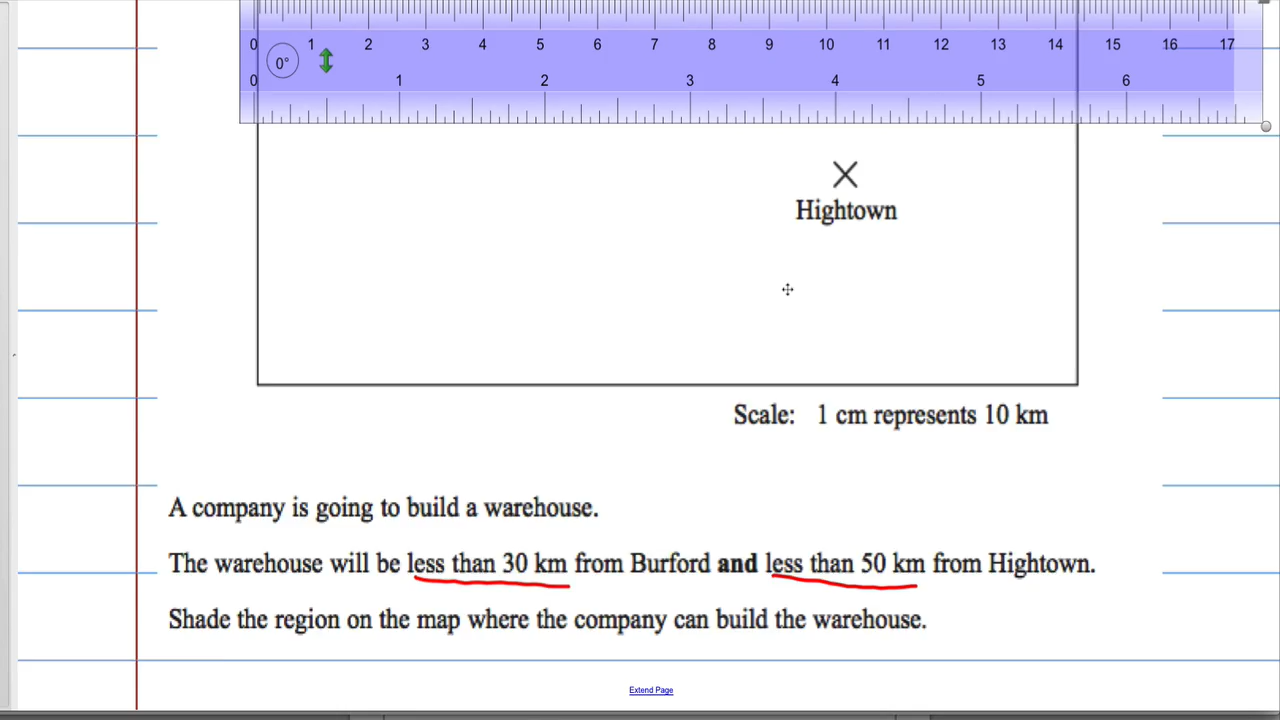 0 1 2 3 4 5 6 7 8 9 10 11 12 13 14 15 16 17
0°
0 1 2 3 4 5 6
Hightown
Scale: 1 cm represents 10 km
A company is going to build a warehouse.
The warehouse will be less than 30 km from Burford and less than 50 km from Hightown.
Shade the region on the map where the company can build the warehouse.
Extend Page